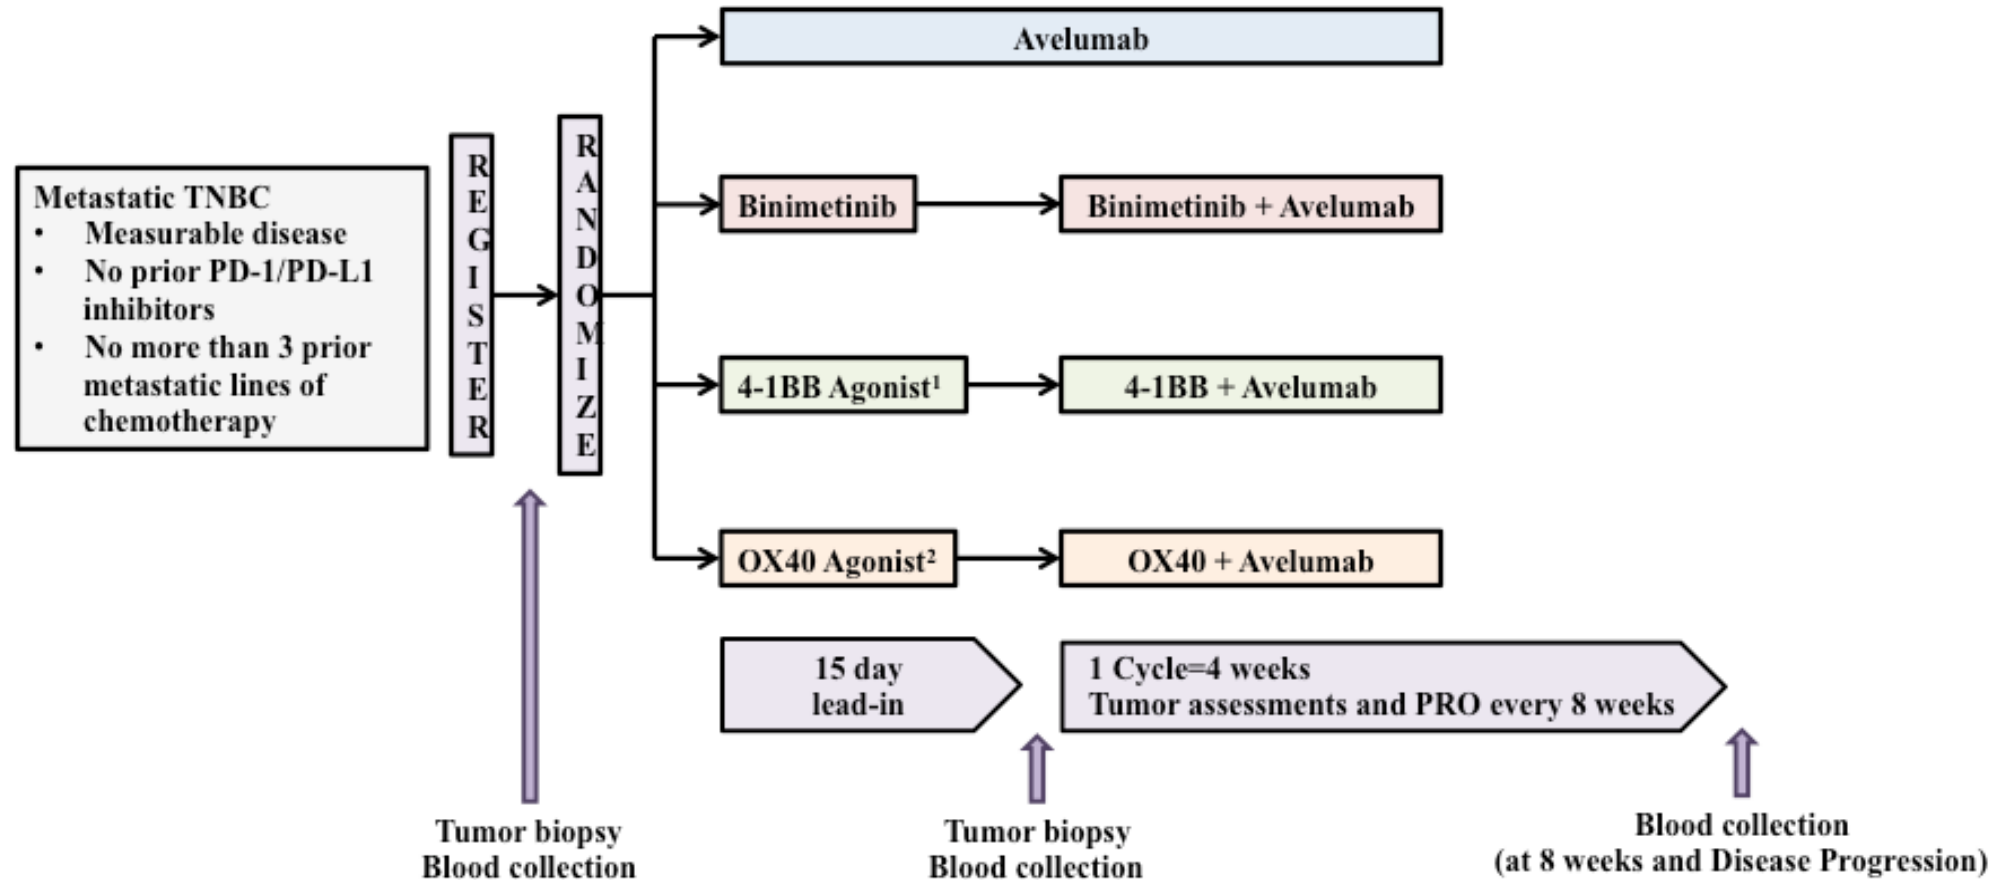 Metastatic TNBC
• Measurable disease
• No prior PD-1/PD-L1
inhibitors
• No more than 3 prior
metastatic lines of
chemotherapy
REGISTER
RANDOMIZE
Avelumab
Binimetinib
Binimetinib + Avelumab
4-1BB Agonist¹
4-1BB + Avelumab
OX40 Agonist²
OX40 + Avelumab
15 day
lead-in
1 Cycle=4 weeks
Tumor assessments and PRO every 8 weeks
Tumor biopsy
Blood collection
Tumor biopsy
Blood collection
Blood collection
(at 8 weeks and Disease Progression)